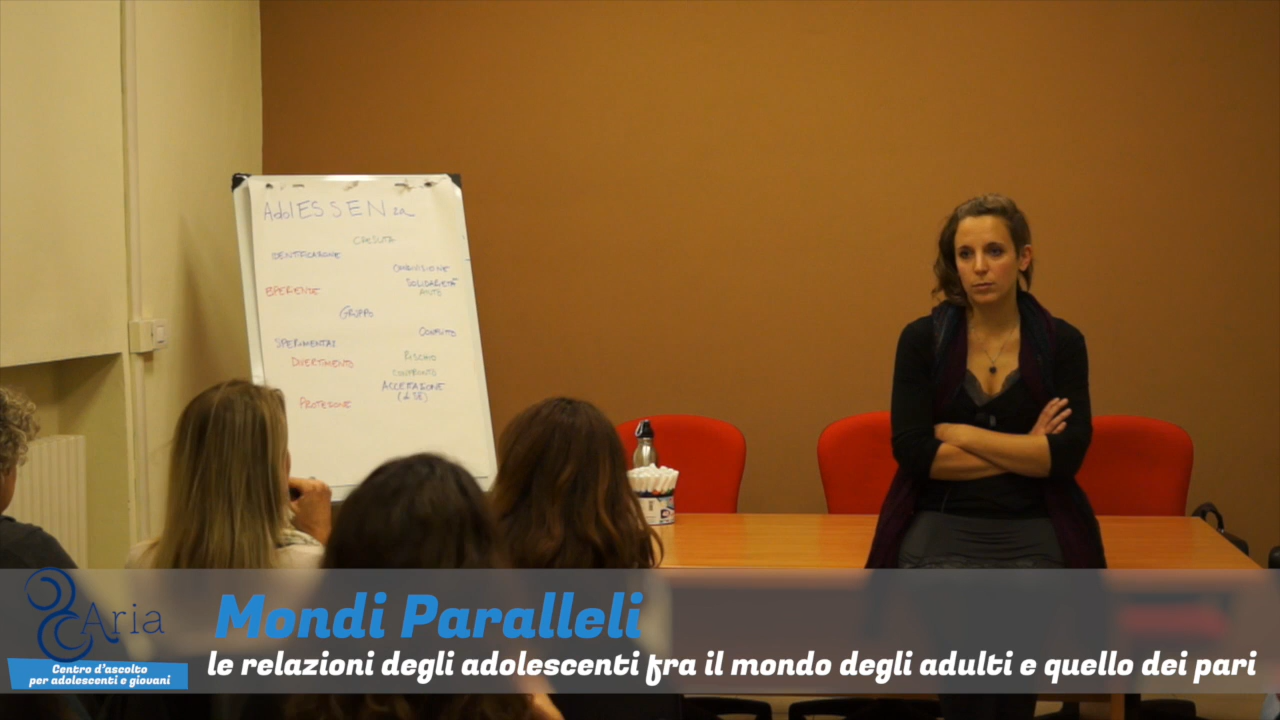 AdolESSENza
CRESCITA
IDENTIFICAZIONE
CONDIVISIONE
SOLIDARIETÀ
ESPERIENZE
GRUPPO
CONFLITTO
SPERIMENTARSI
DIVERTIMENTO
RISCHIO
CONFRONTO
ACCETTAZIONE
(di SÉ)
PROTEZIONE
Aria
Mondi Paralleli
Centro d'ascolto
per adolescenti e giovani
le relazioni degli adolescenti fra il mondo degli adulti e quello dei pari